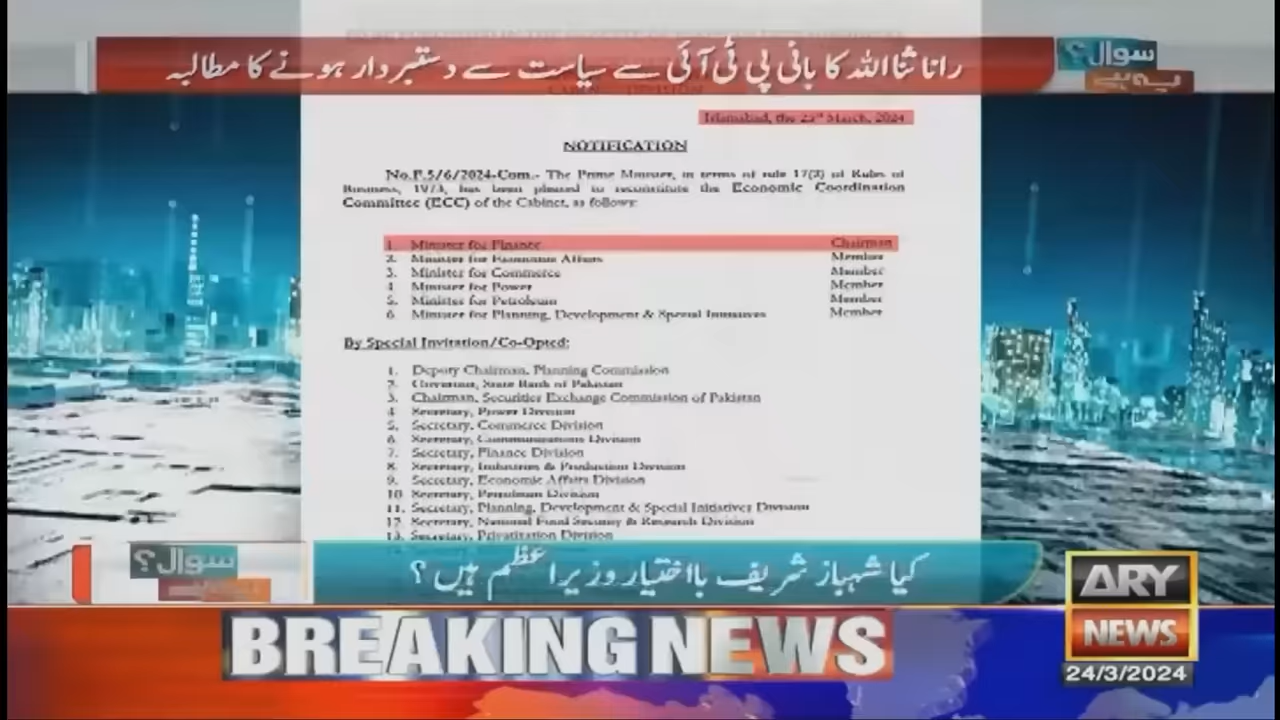 رانا ثنااللہ کا بانی پی ٹی آئی سے سیاست سے دستبردار ہونے کا مطالبہ
سوال؟
یہ ہے
CABINET DIVISION
Islamabad, the 23rd March, 2024
NOTIFICATION
No.F.5/6/2024-Com.- The Prime Minister, in terms of rule 17(2) of Rules of
Business, 1973, has been pleased to reconstitute the Economic Coordination
Committee (ECC) of the Cabinet, as follows:
1. Minister for Finance Chairman
2. Minister for Economic Affairs Member
3. Minister for Commerce Member
4. Minister for Power Member
5. Minister for Petroleum Member
6. Minister for Planning, Development & Special Initiatives Member
By Special Invitation/Co-Opted:
1. Deputy Chairman, Planning Commission
2. Governor, State Bank of Pakistan
3. Chairman, Securities Exchange Commission of Pakistan
4. Secretary, Power Division
5. Secretary, Commerce Division
6. Secretary, Communications Division
7. Secretary, Finance Division
8. Secretary, Industries & Production Division
9. Secretary, Economic Affairs Division
10. Secretary, Petroleum Division
11. Secretary, Planning, Development & Special Initiatives Division
12. Secretary, National Food Security & Research Division
13. Secretary, Privatization Division
سوال؟
کیا شہباز شریف بااختیار وزیراعظم ہیں؟
BREAKING NEWS
ARY
NEWS
24/3/2024